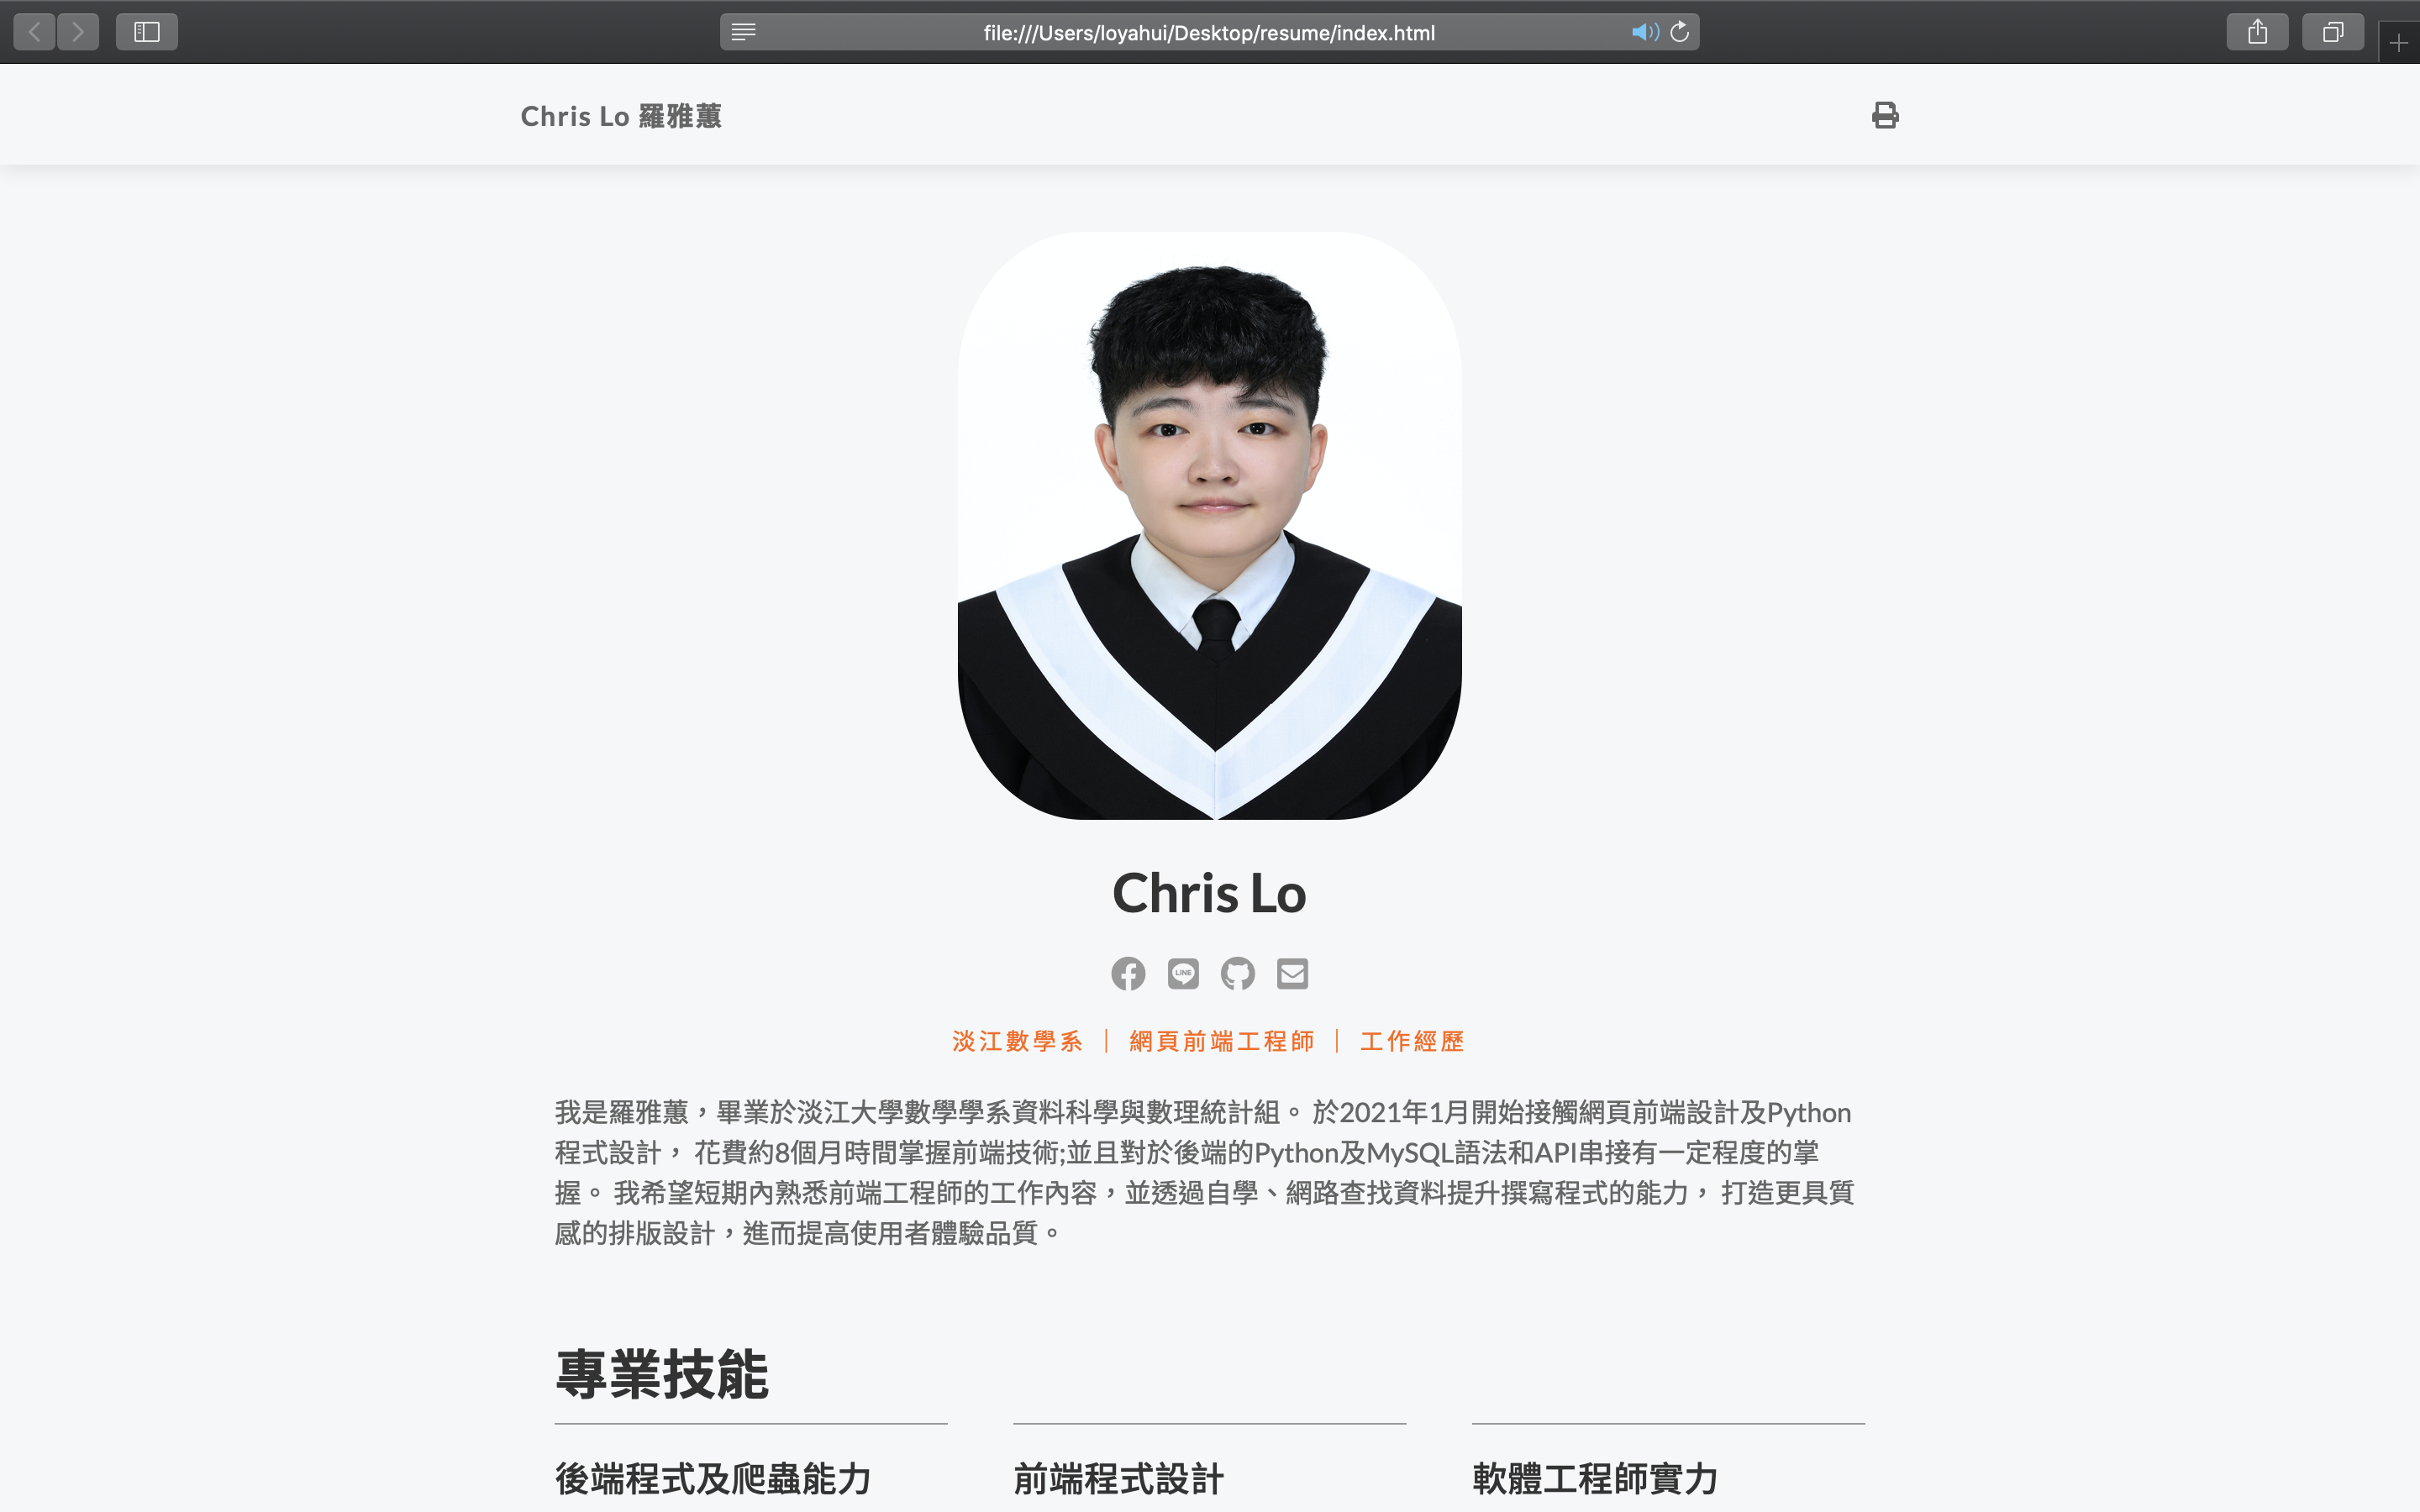 file:///Users/loyahui/Desktop/resume/index.html
Chris Lo 羅雅蕙
Chris Lo
LINE
淡江數學系 | 網頁前端工程師 | 工作經歷
我是羅雅蕙，畢業於淡江大學數學學系資料科學與數理統計組。 於2021年1月開始接觸網頁前端設計及Python
程式設計， 花費約8個月時間掌握前端技術;並且對於後端的Python及MySQL語法和API串接有一定程度的掌
握。 我希望短期內熟悉前端工程師的工作內容，並透過自學、網路查找資料提升撰寫程式的能力， 打造更具質
感的排版設計，進而提高使用者體驗品質。
專業技能
後端程式及爬蟲能力
前端程式設計
軟體工程師實力